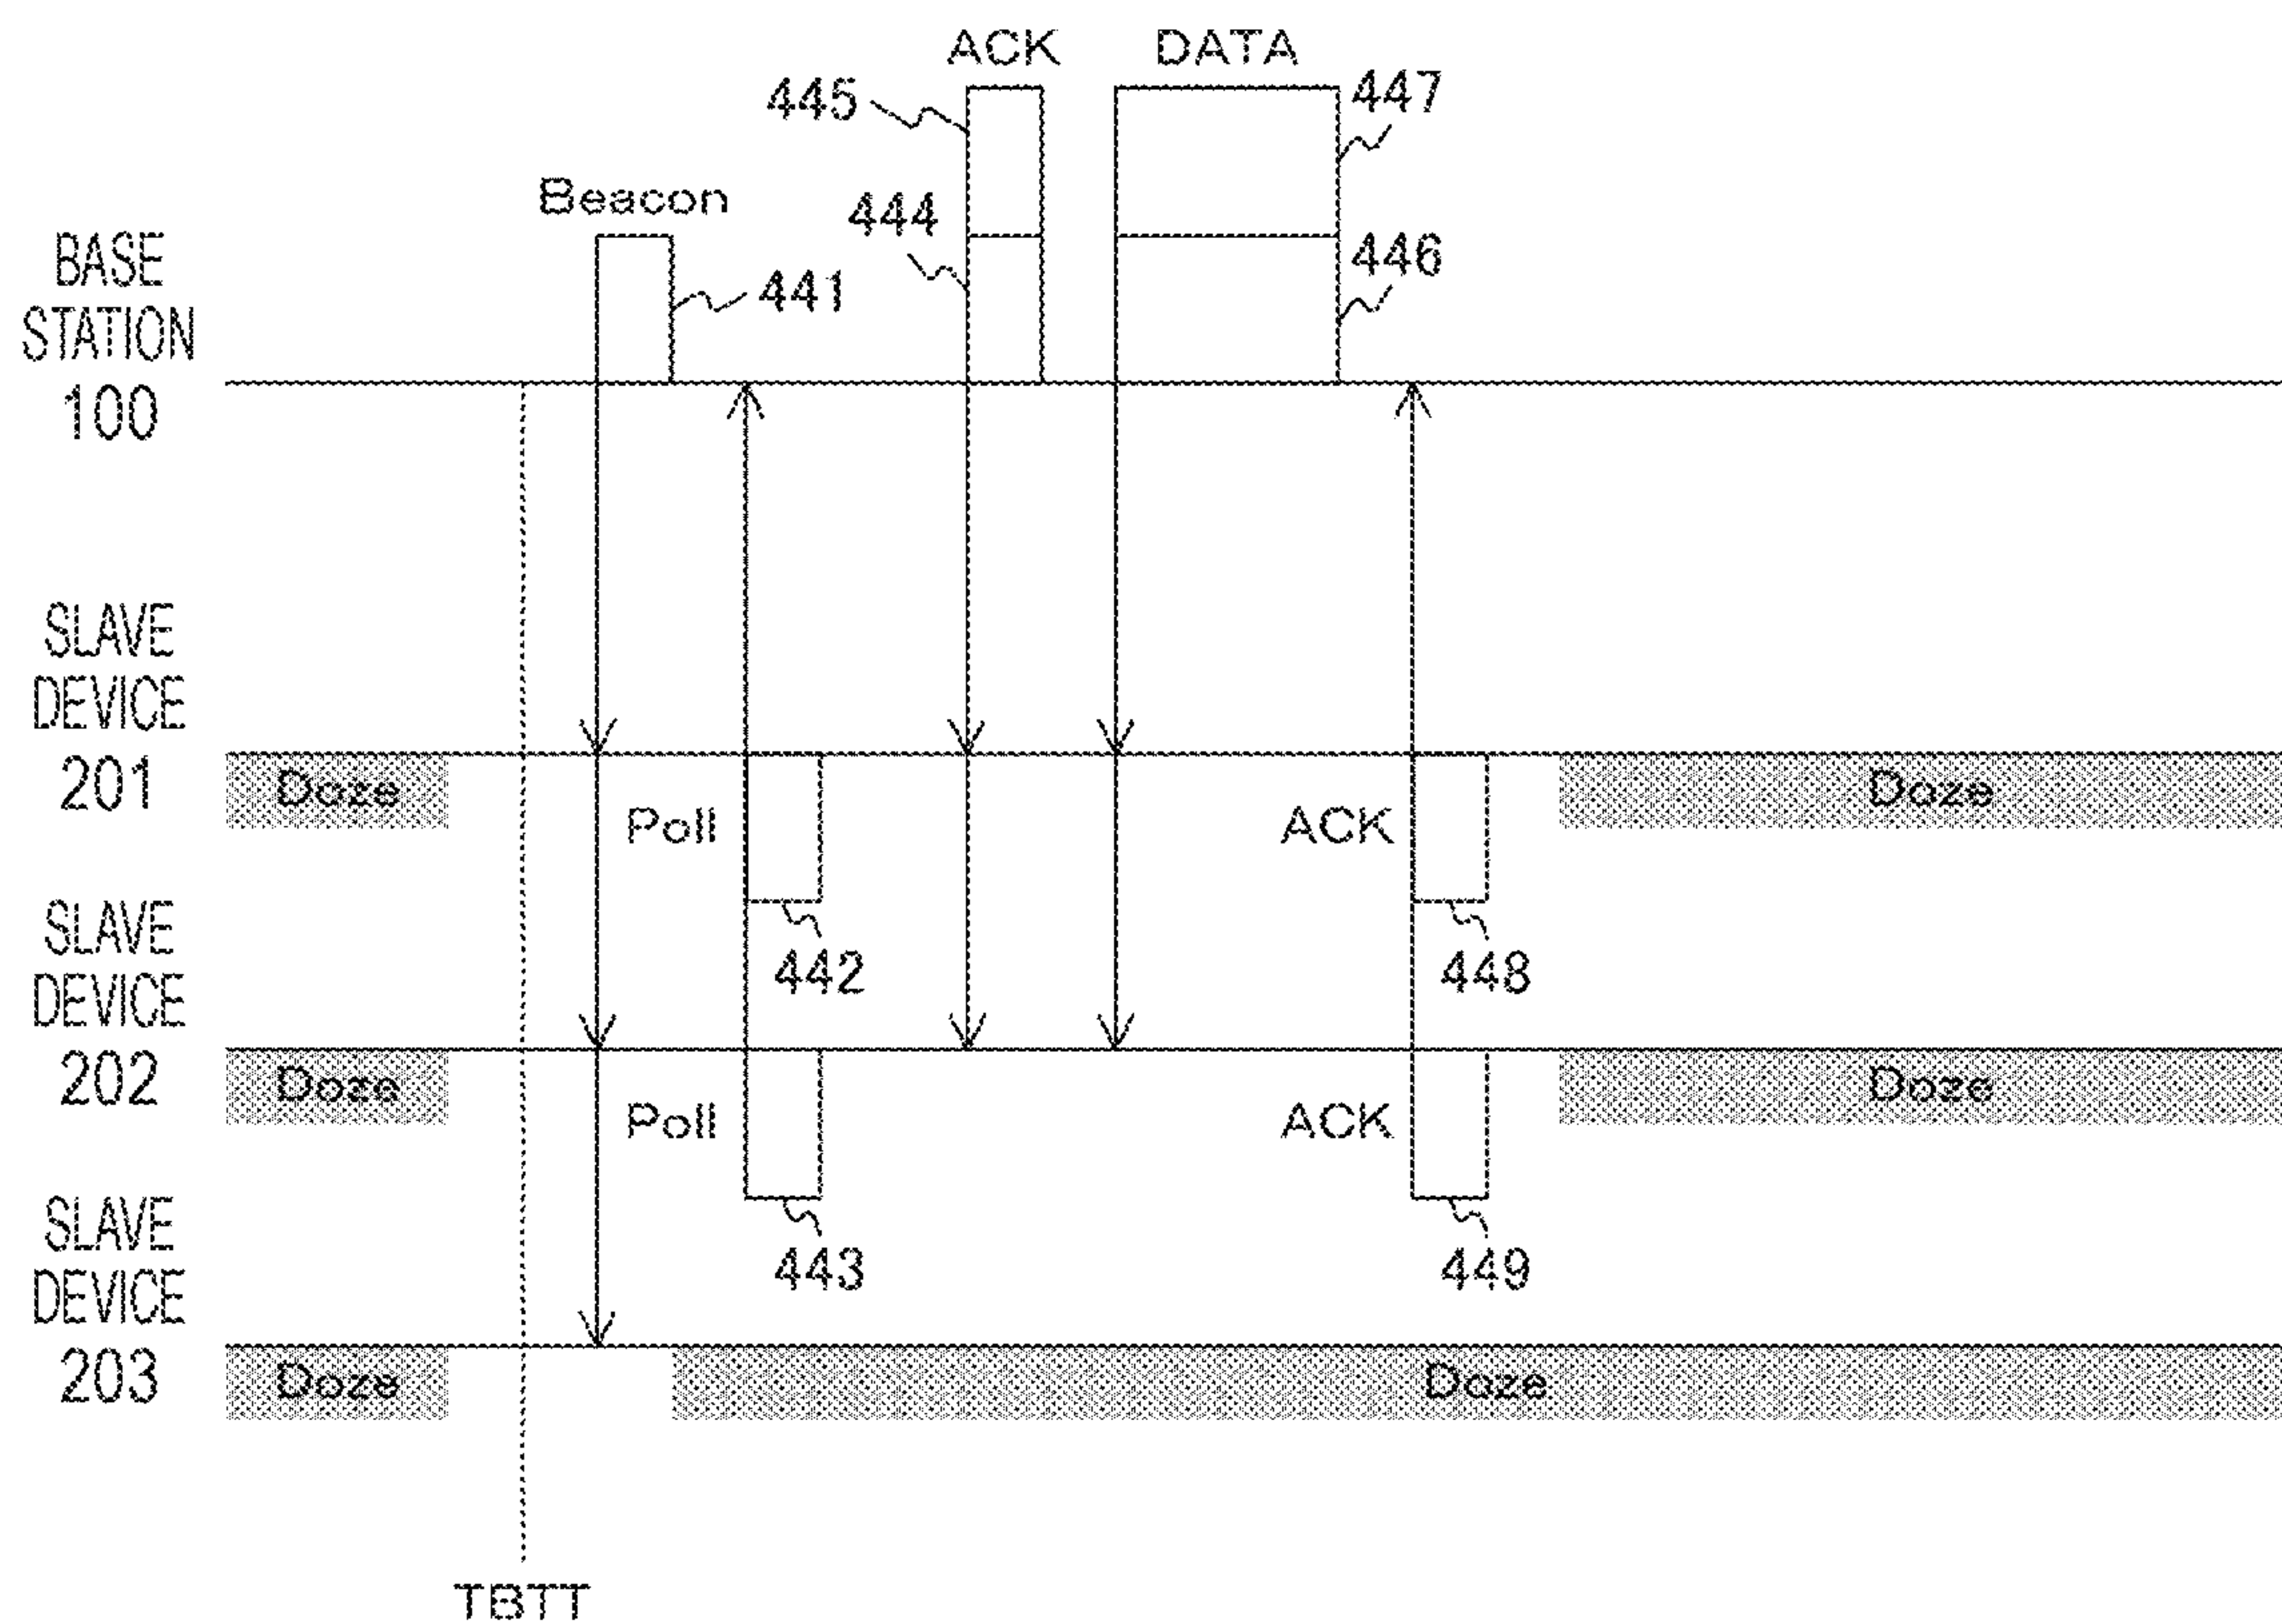 ACK
DATA
445
447
Beacon
444
446
441
BASE
STATION
100
SLAVE
DEVICE
201
Doze
Poll
ACK
Doze
442
448
SLAVE
DEVICE
202
Doze
Poll
ACK
Doze
443
449
SLAVE
DEVICE
203
Doze
Doze
TBTT